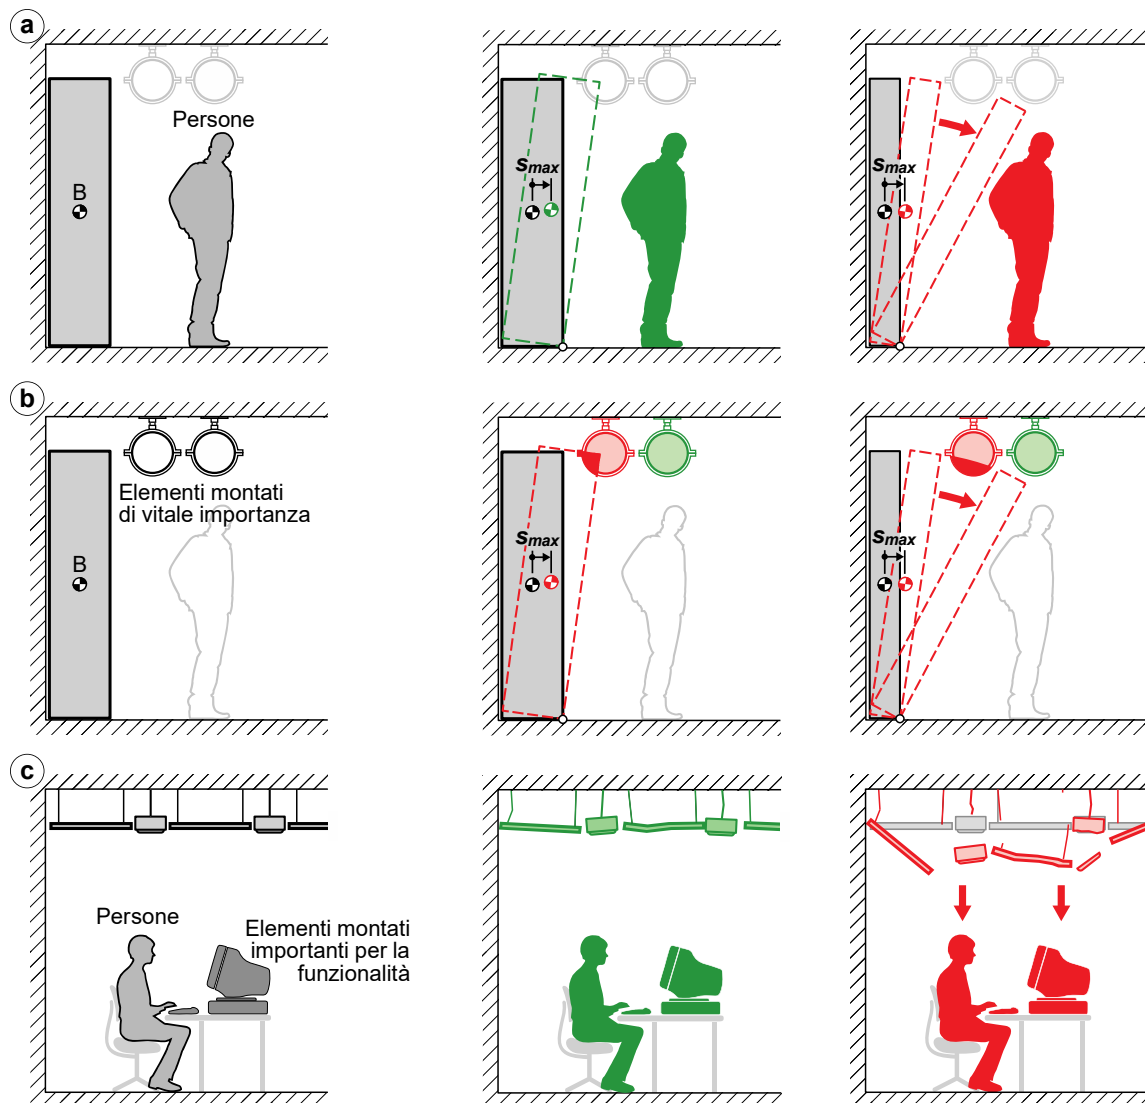 a
Persone
B
smax
smax
b
Elementi montati
di vitale importanza
B
smax
smax
c
Persone
Elementi montati
importanti per la
funzionalità